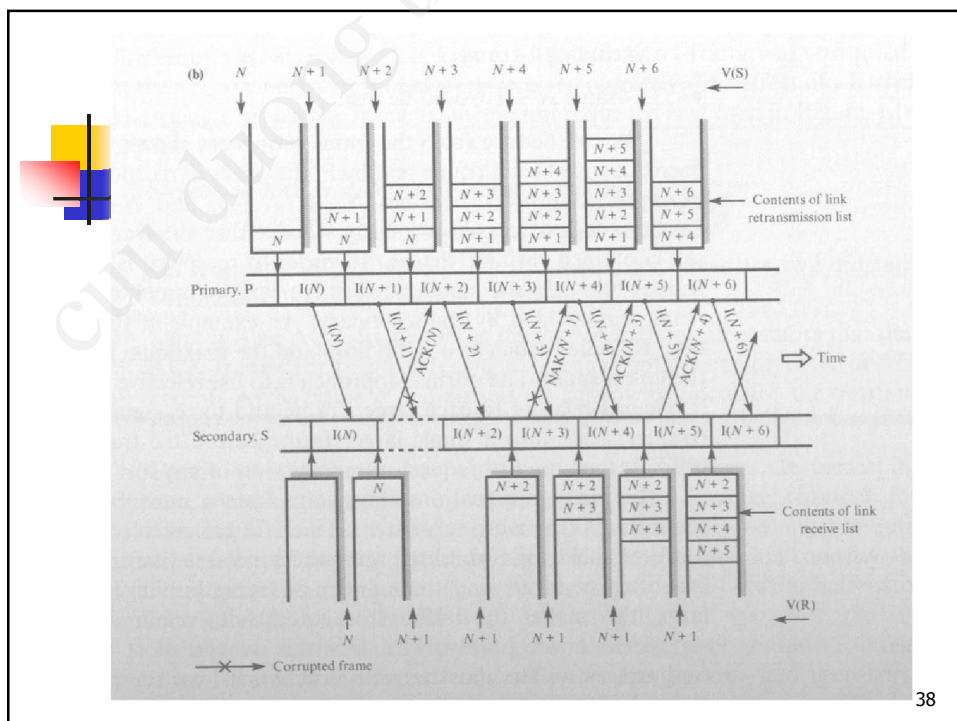 cuu duong
(b) N N + 1 N + 2 N + 3 N + 4 N + 5 N + 6 V(S)
N + 5
N + 4 N + 4
N + 2 N + 3 N + 3 N + 3 N + 6
N + 1 N + 1 N + 2 N + 2 N + 2 N + 5
N N N N + 1 N + 1 N + 1 N + 4
Contents of link
retransmission list
Primary, P I(N) I(N + 1) I(N + 2) I(N + 3) I(N + 4) I(N + 5) I(N + 6)
I(N) I(N + 1) ACK(N) I(N + 2) I(N + 3) NAK(N + 1) I(N + 4) ACK(N + 3) I(N + 5) ACK(N + 4) I(N + 6)
Time
Secondary, S I(N) I(N + 2) I(N + 3) I(N + 4) I(N + 5) I(N + 6)
N N + 2 N + 2 N + 2 N + 2
N + 3 N + 3 N + 3
N + 4 N + 4
N + 5
Contents of link
receive list
N N + 1 N + 1 N + 1 N + 1 N + 1 V(R)
Corrupted frame
38